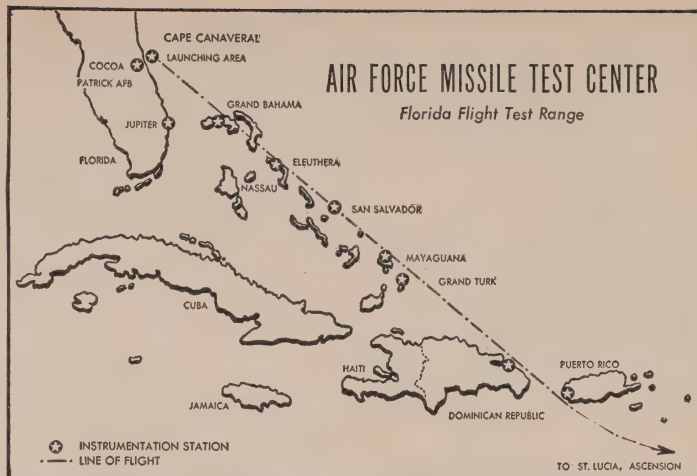 AIR FORCE MISSILE TEST CENTER
Florida Flight Test Range
CAPE CANAVERAL
LAUNCHING AREA
COCOA
PATRICK AFB
GRAND BAHAMA
JUPITER
FLORIDA
ELEUTHERA
NASSAU
SAN SALVADOR
MAYAGUANA
GRAND TURK
CUBA
HAITI
PUERTO RICO
JAMAICA
DOMINICAN REPUBLIC
INSTRUMENTATION STATION
LINE OF FLIGHT
TO ST. LUCIA, ASCENSION